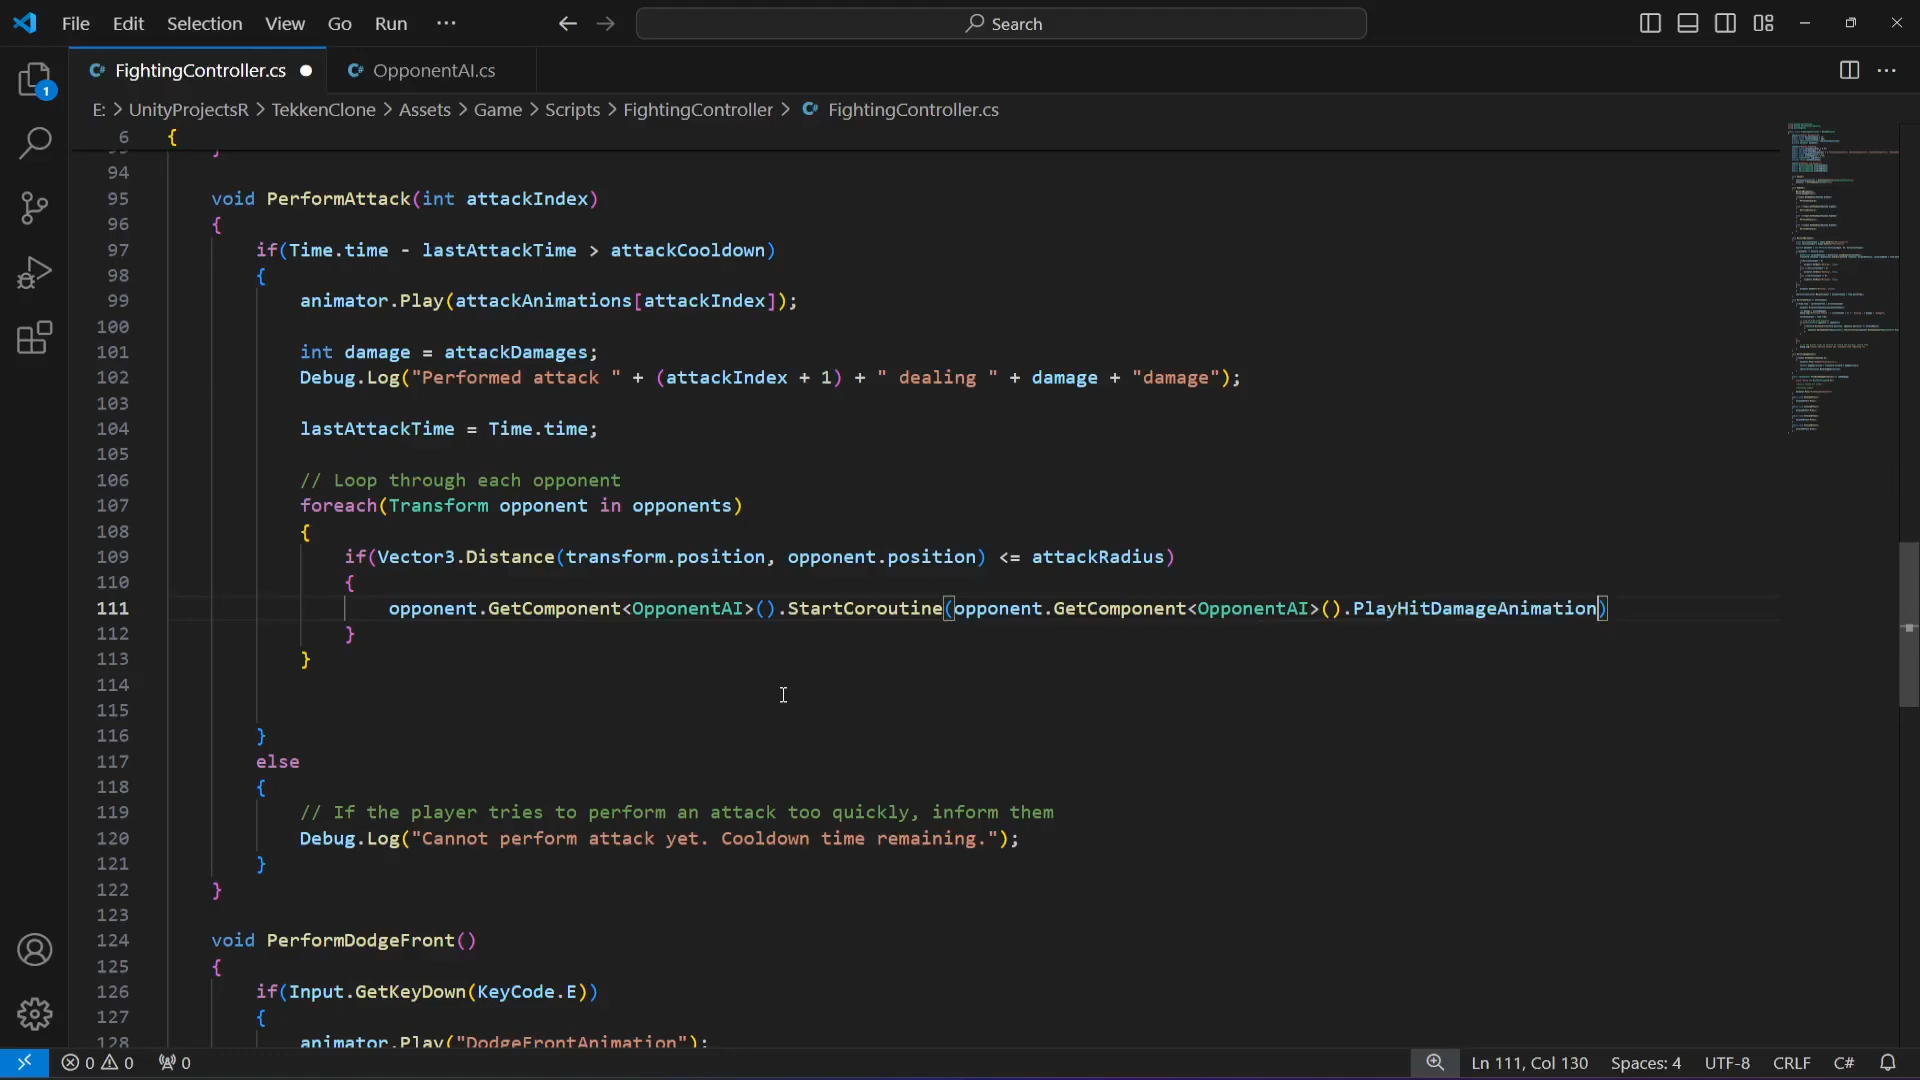 File Edit Selection View Go Run ··· Search
FightingController.cs OpponentAI.cs
E: > UnityProjectsR > TekkenClone > Assets > Game > Scripts > FightingController > FightingController.cs
1
6 {
94
95 void PerformAttack(int attackIndex)
96 {
97 if(Time.time - lastAttackTime > attackCooldown)
98 {
99 animator.Play(attackAnimations[attackIndex]);
100
101 int damage = attackDamages;
102 Debug.Log("Performed attack " + (attackIndex + 1) + " dealing " + damage + "damage");
103
104 lastAttackTime = Time.time;
105
106 // Loop through each opponent
107 foreach(Transform opponent in opponents)
108 {
109 if(Vector3.Distance(transform.position, opponent.position) <= attackRadius)
110 {
111 opponent.GetComponent<OpponentAI>().StartCoroutine(opponent.GetComponent<OpponentAI>().PlayHitDamageAnimation)
112 }
113 }
114
115
116 }
117 else
118 {
119 // If the player tries to perform an attack too quickly, inform them
120 Debug.Log("Cannot perform attack yet. Cooldown time remaining.");
121 }
122 }
123
124 void PerformDodgeFront()
125 {
126 if(Input.GetKeyDown(KeyCode.E))
127 {
128 animator.Play("DodgeFrontAnimation");
0 0 0 Ln 111, Col 130 Spaces: 4 UTF-8 CRLF C#